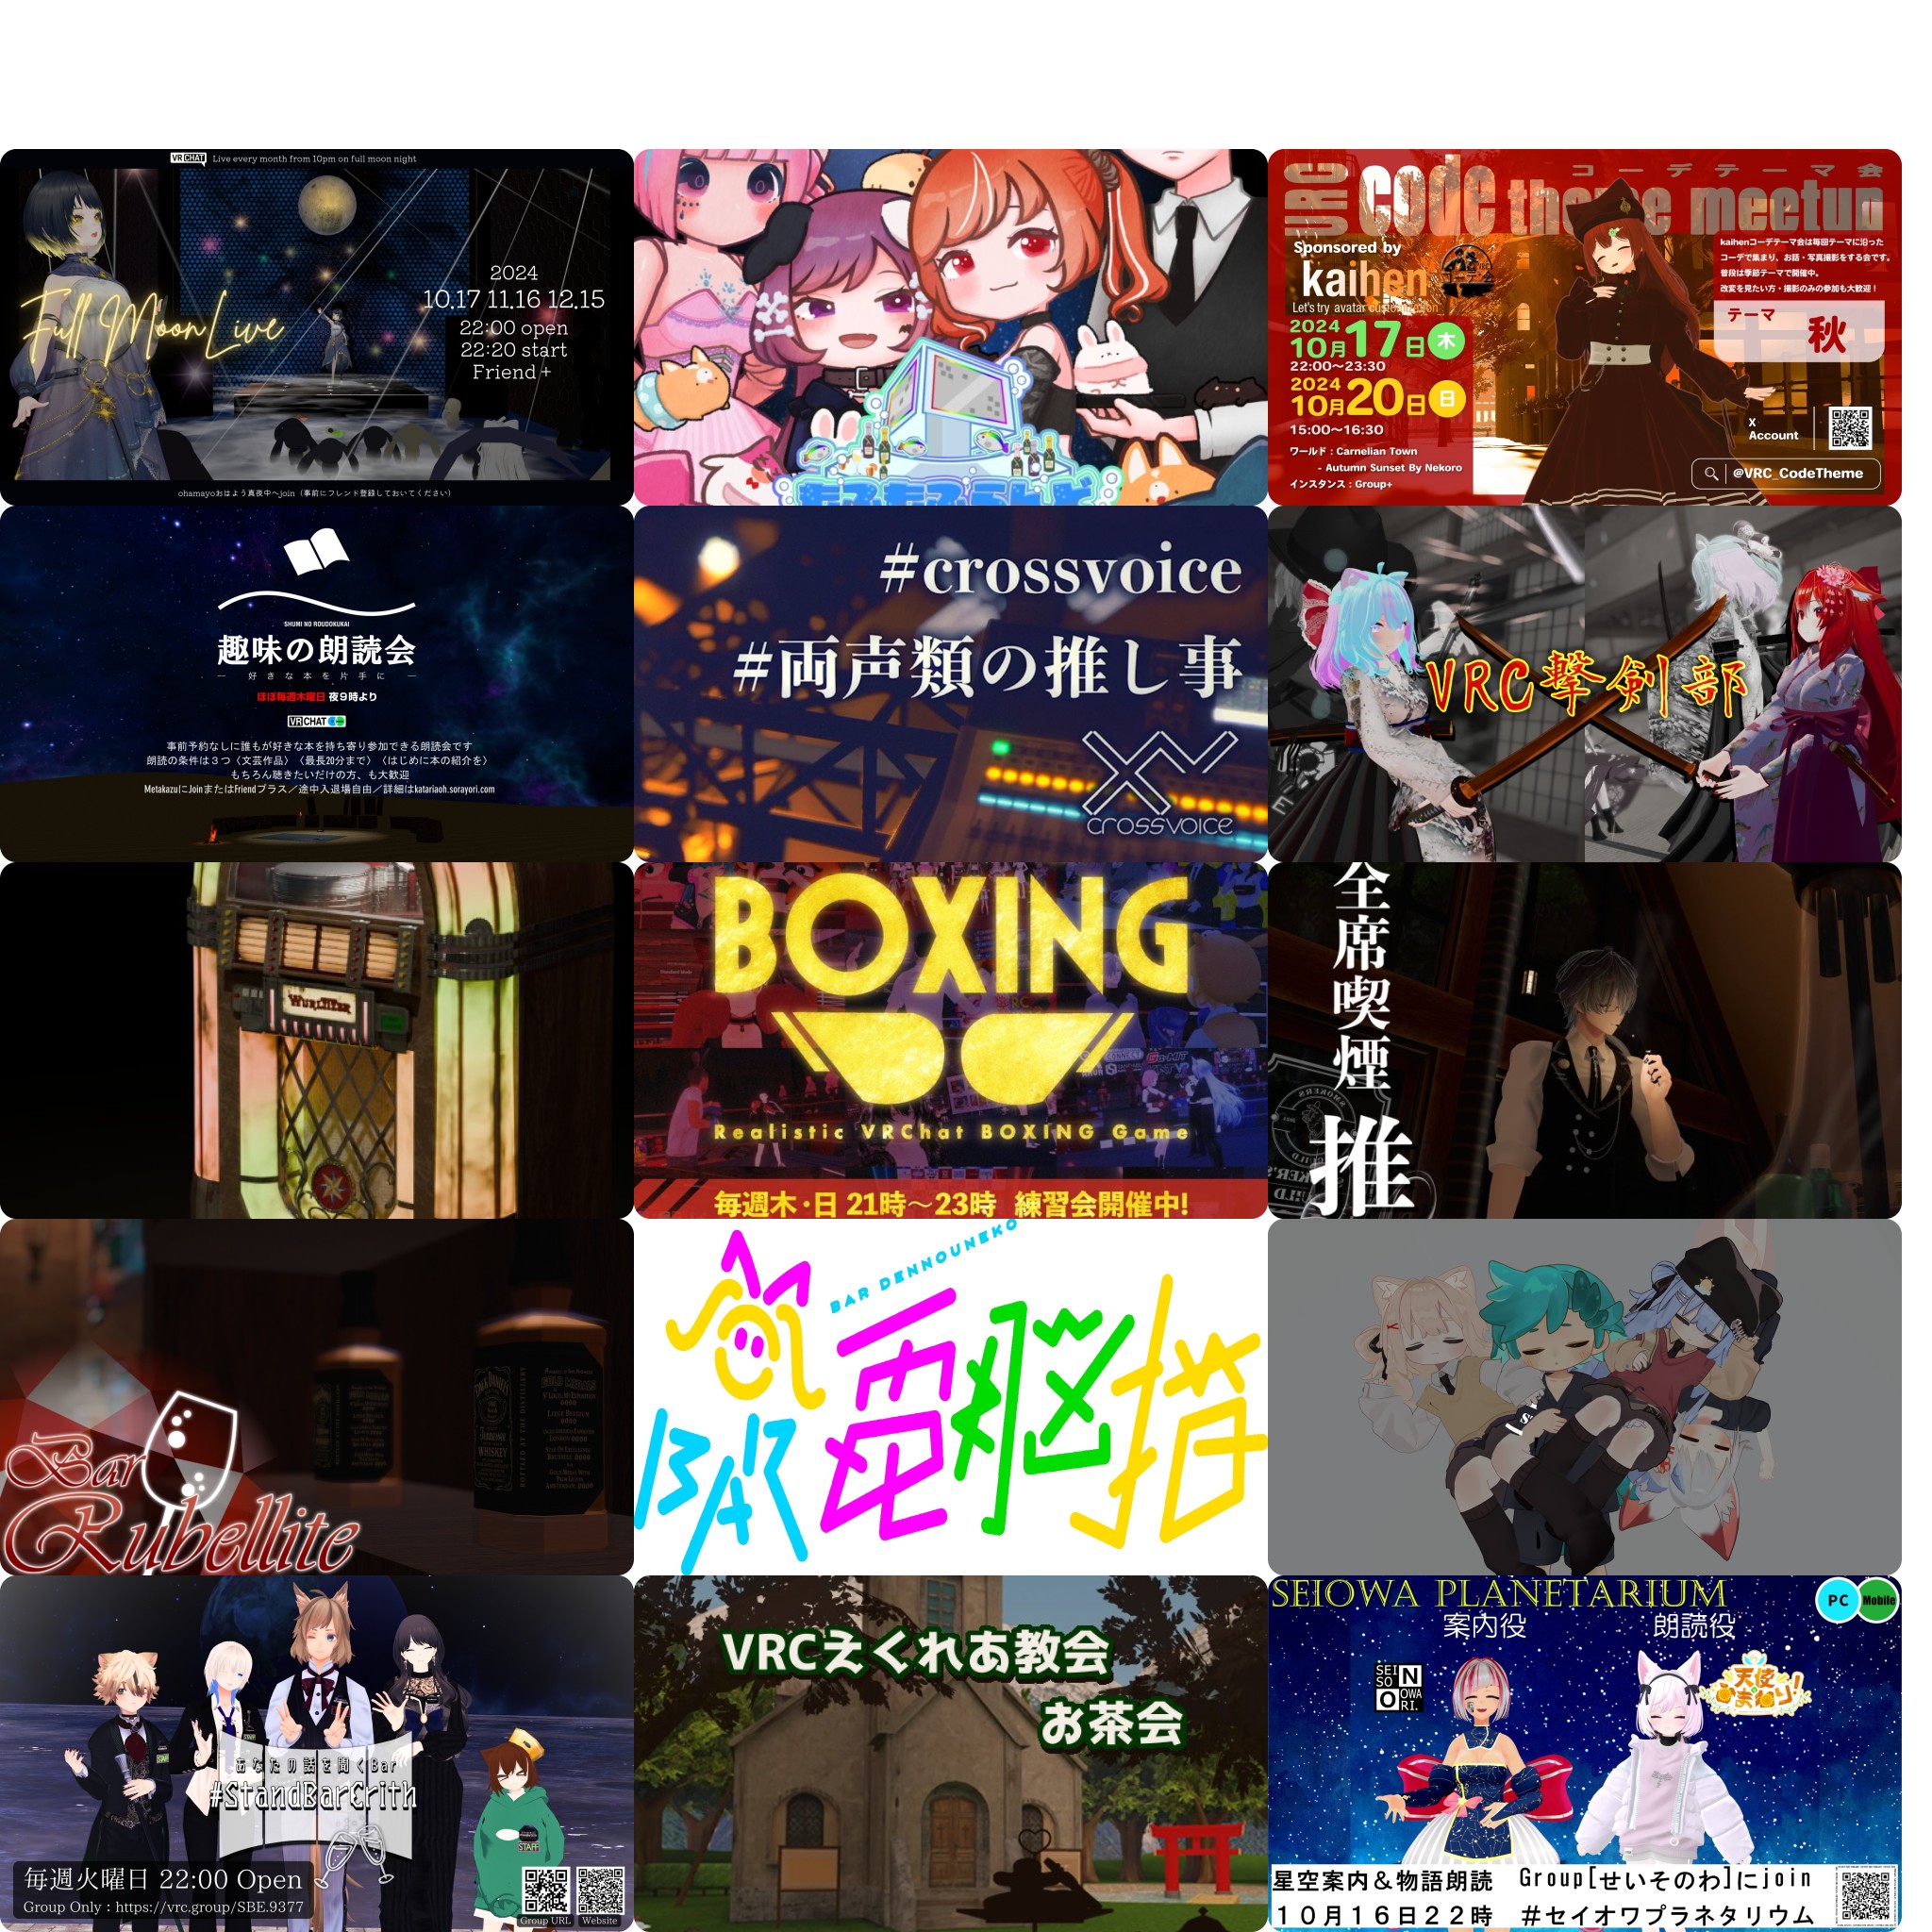 VRCHAT Live every month from 10pm on full moon night
Full Moon Live
2024
10.17 11.16 12.15
22:00 open
22:20 start
Friend+
ohamayoおはよう真夜中へjoin（事前にフレンド登録しておいてください）
コーデテーマ会
VRC code theme meetup
Sponsored by
kaihen
Let's try avatar customization
2024
10月17日 木
22:00〜23:30
2024
10月20日 日
15:00〜16:30
ワールド：Carnelian Town
- Autumn Sunset By Nekoro
インスタンス：Group+
kaihenコーデテーマ会は毎回テーマに沿った
コーデで集まり、お話・写真撮影をする会です。
普段は季節テーマで開催中。
改変を見たい方・撮影のみの参加も大歓迎！
テーマ
秋
X
Account
@VRC_CodeTheme
SHUMI NO ROUDOKUKAI
趣味の朗読会
― 好きな本を片手に ―
ほぼ毎週木曜日 夜９時より
VRCHAT
事前予約なしに誰もが好きな本を持ち寄り参加できる朗読会です
朗読の条件は３つ〈文芸作品〉〈最長20分まで〉〈はじめに本の紹介を〉
もちろん聴きたいだけの方、も大歓迎
MetakazuにJoinまたはFriendプラス／途中入退場自由／詳細はkatariaoh.sorayori.com
#crossvoice
#両声類の推し事
crossvoice
VRC撃剣部
WURLITZER
BOXING
Realistic VRChat BOXING Game
毎週木・日 21時〜23時 練習会開催中!
全席喫煙
推
Bar
Rubellite
BAR DENNOUNEKO
BAR 電脳猫
あなたの話を聞くBar
#StandBarErith
STAFF
毎週火曜日 22:00 Open
Group Only : https://vrc.group/SBE.9377
Group URL
Website
VRCえくれあ教会
お茶会
SEIOWA PLANETARIUM
PC Mobile
案内役
朗読役
SEI
SO
NO
OWA
RI.
星空案内＆物語朗読 Group[せいそのわ]にjoin
１０月１６日２２時 ＃セイオワプラネタリウム